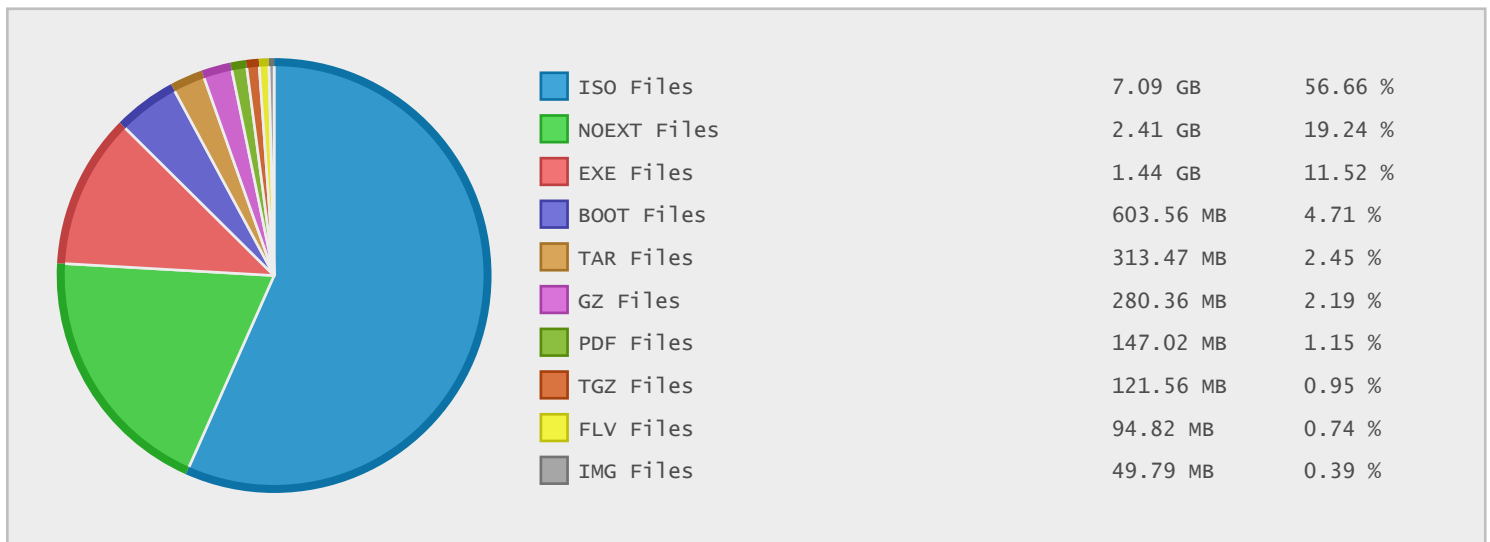 ISO Files 7.09 GB 56.66 %
NOEXT Files 2.41 GB 19.24 %
EXE Files 1.44 GB 11.52 %
BOOT Files 603.56 MB 4.71 %
TAR Files 313.47 MB 2.45 %
GZ Files 280.36 MB 2.19 %
PDF Files 147.02 MB 1.15 %
TGZ Files 121.56 MB 0.95 %
FLV Files 94.82 MB 0.74 %
IMG Files 49.79 MB 0.39 %